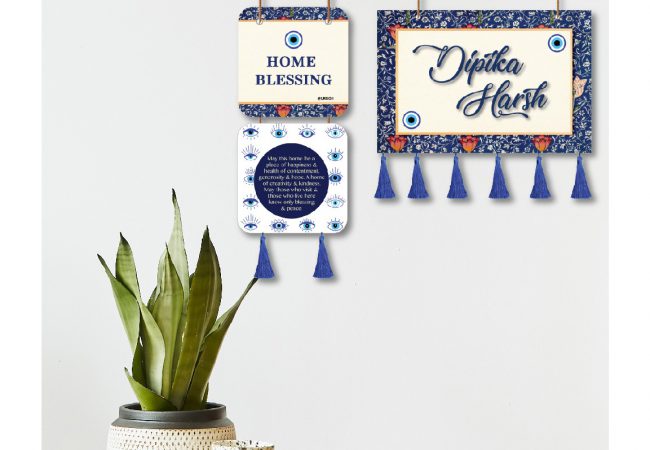 HOME
BLESSING
May this home be a
place of happiness &
health of contentment,
generosity & hope. A home
of creativity & kindness.
May those who visit &
those who live here
know only blessing
& peace
Dipika
Harsh